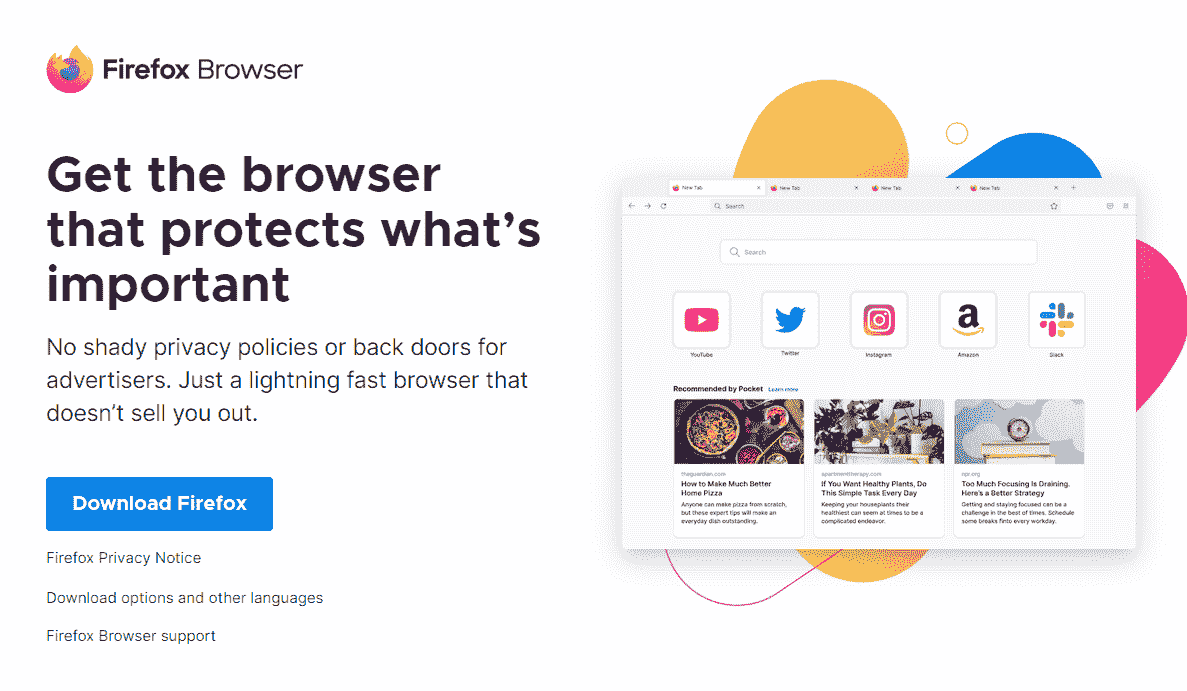 Firefox Browser
Get the browser
that protects what's
important
No shady privacy policies or back doors for
advertisers. Just a lightning fast browser that
doesn't sell you out.
Download Firefox
Firefox Privacy Notice
Download options and other languages
Firefox Browser support
New Tab New Tab New Tab New Tab
Search
Search
YouTube Twitter Instagram Amazon Slack
Recommended by Pocket Learn more
theguardian.com
How to Make Much Better
Home Pizza
Anyone can make pizza from scratch,
but these expert tips will make an
everyday dish outstanding.
apartmenttherapy.com
If You Want Healthy Plants, Do
This Simple Task Every Day
Keeping your houseplants their
healthiest can seem at times to be a
complicated endeavor.
npr.org
Too Much Focusing Is Draining.
Here's a Better Strategy
Getting and staying focused can be a
challenge in the best of times. Schedule
some breaks finto every workday.